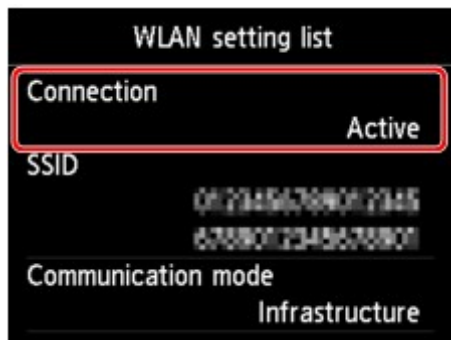 WLAN setting list
Connection
Active
SSID
Communication mode
Infrastructure